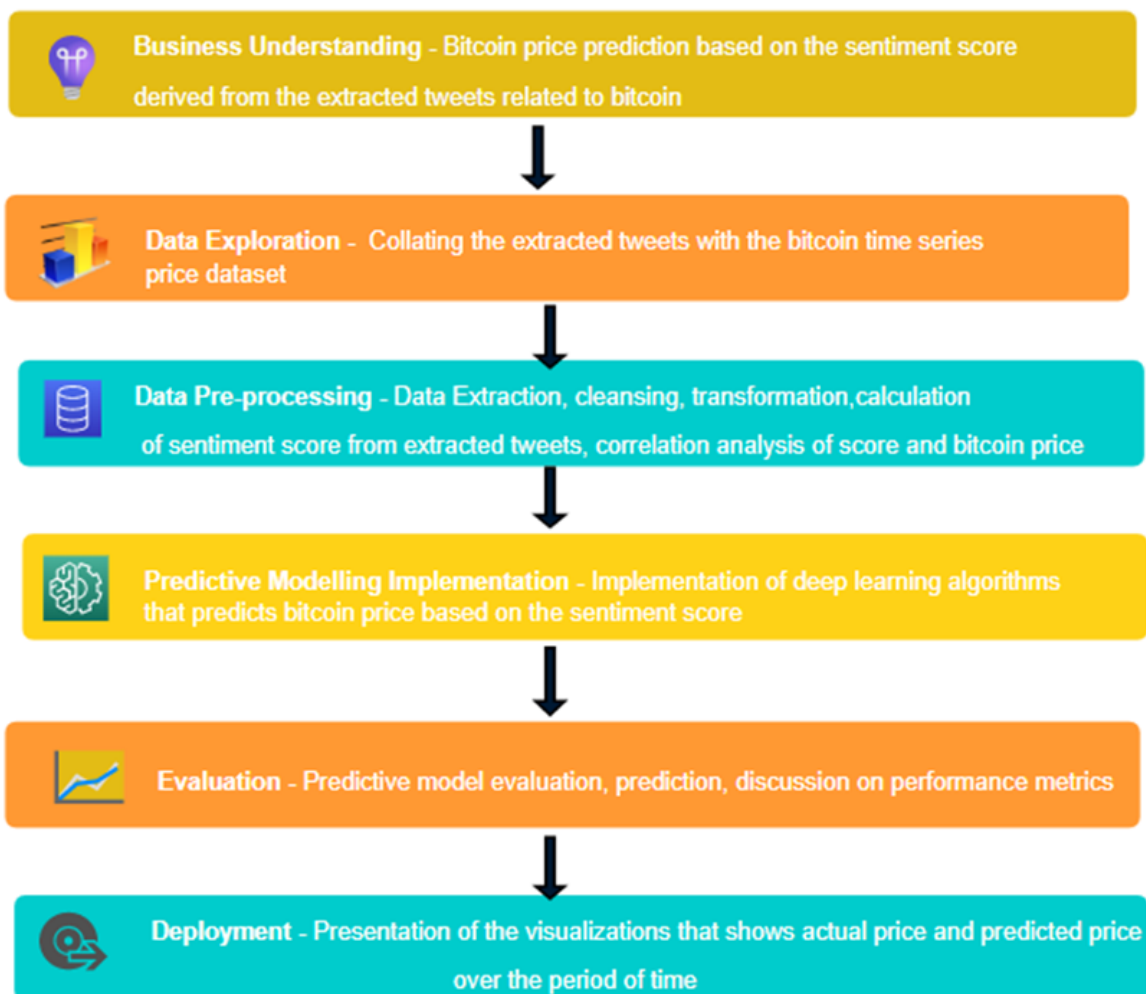 Business Understanding - Bitcoin price prediction based on the sentiment score
derived from the extracted tweets related to bitcoin
Data Exploration - Collating the extracted tweets with the bitcoin time series
price dataset
Data Pre-processing - Data Extraction, cleansing, transformation,calculation
of sentiment score from extracted tweets, correlation analysis of score and bitcoin price
Predictive Modelling Implementation - Implementation of deep learning algorithms
that predicts bitcoin price based on the sentiment score
Evaluation - Predictive model evaluation, prediction, discussion on performance metrics
Deployment - Presentation of the visualizations that shows actual price and predicted price
over the period of time